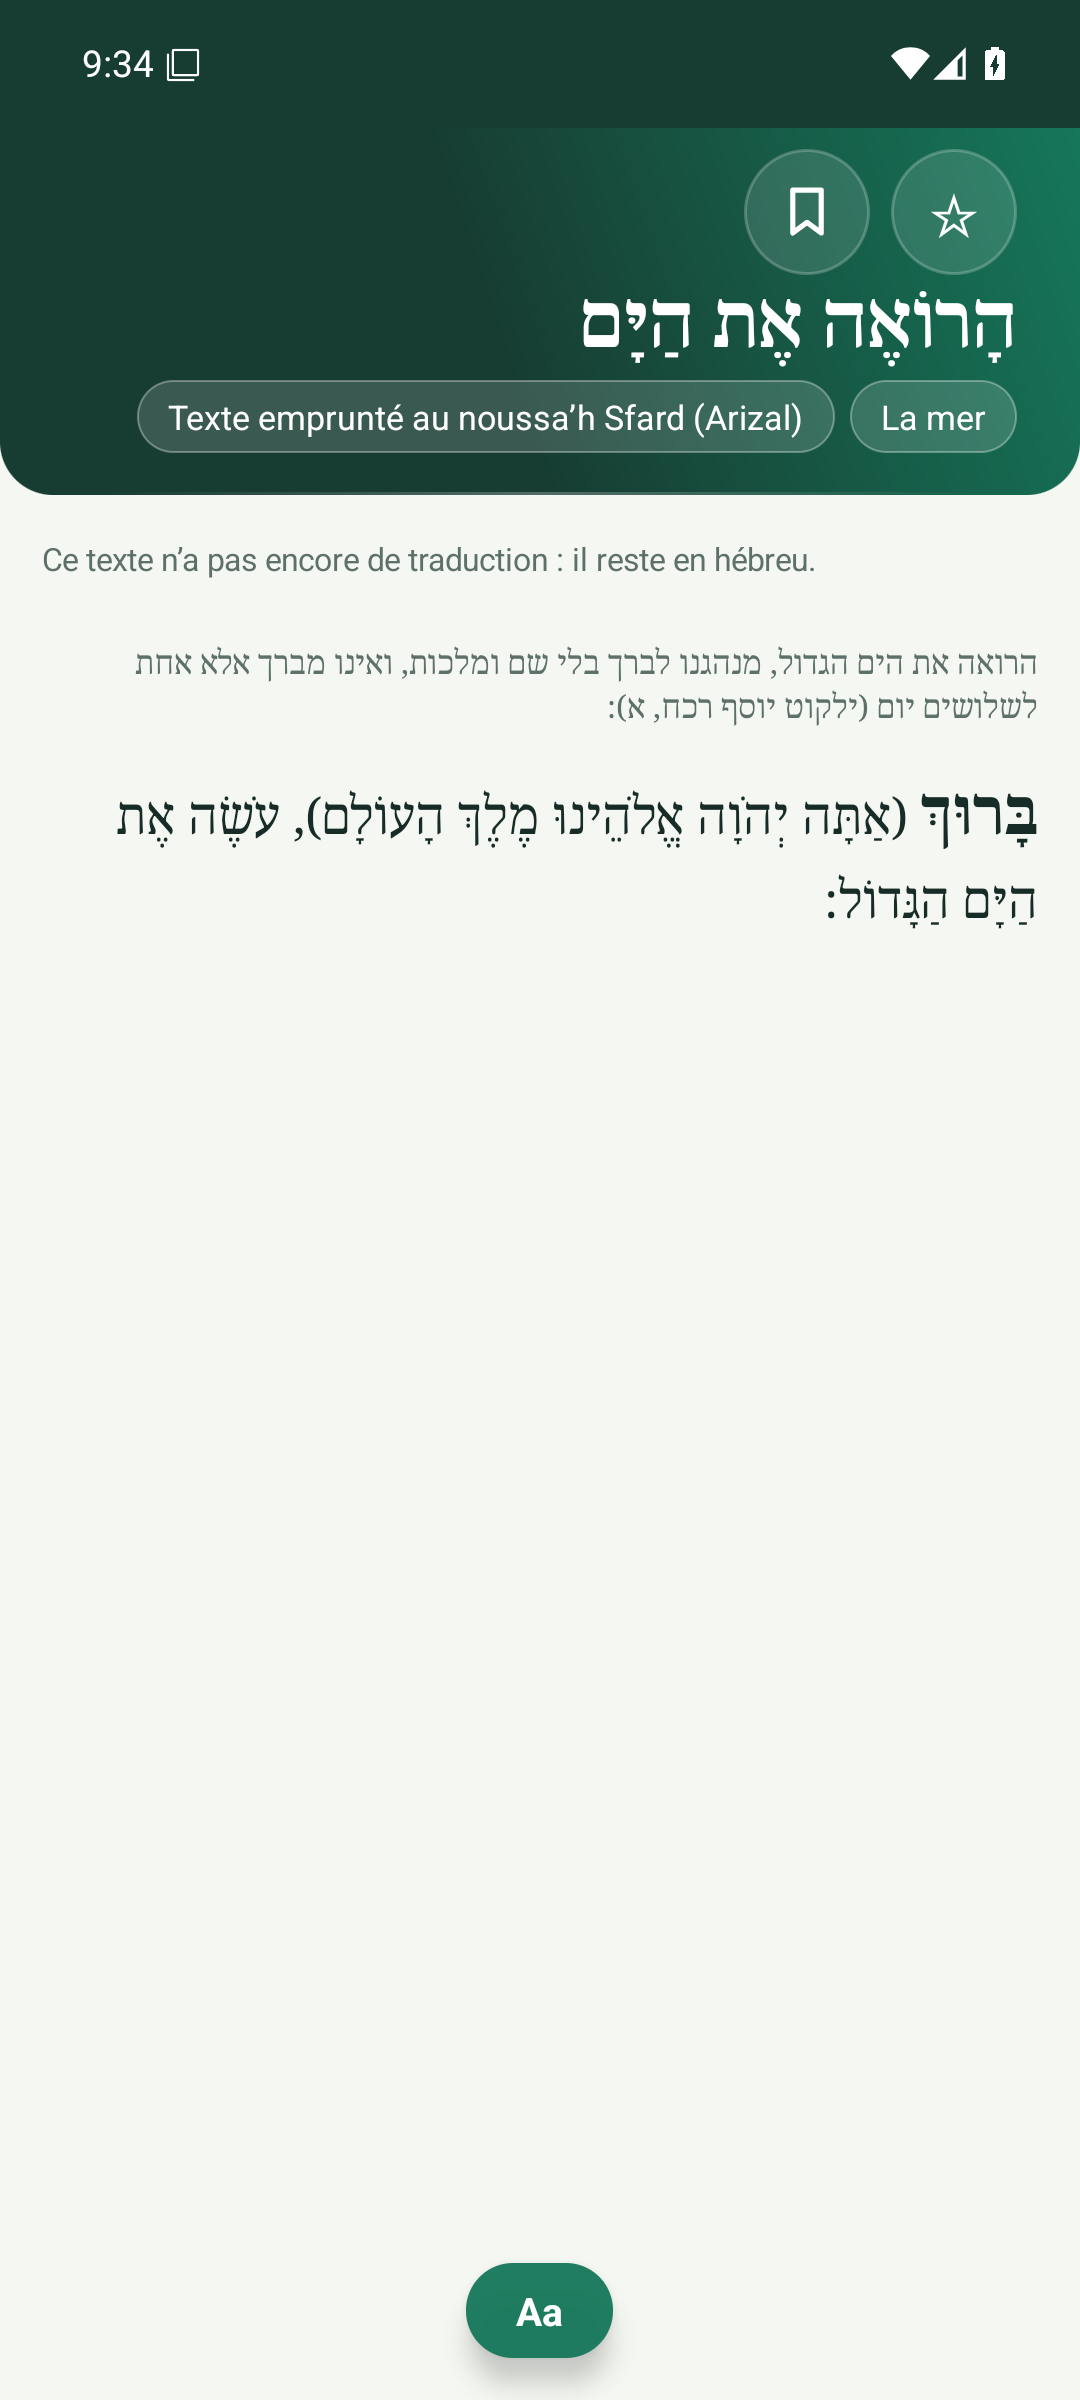 9:34
הָרוֹאֶה אֶת הַיָּם
La mer
Texte emprunté au noussa’h Sfard (Arizal)
Ce texte n’a pas encore de traduction : il reste en hébreu.
הרואה את הים הגדול, מנהגנו לברך בלי שם ומלכות, ואינו מברך אלא אחת
לשלושים יום (ילקוט יוסף רכח, א):
בָּרוּךְ (אַתָּה יְהֹוָה אֱלֹהֵינוּ מֶלֶךְ הָעוֹלָם), עֹשֶׂה אֶת
הַיָּם הַגָּדוֹל:
Aa